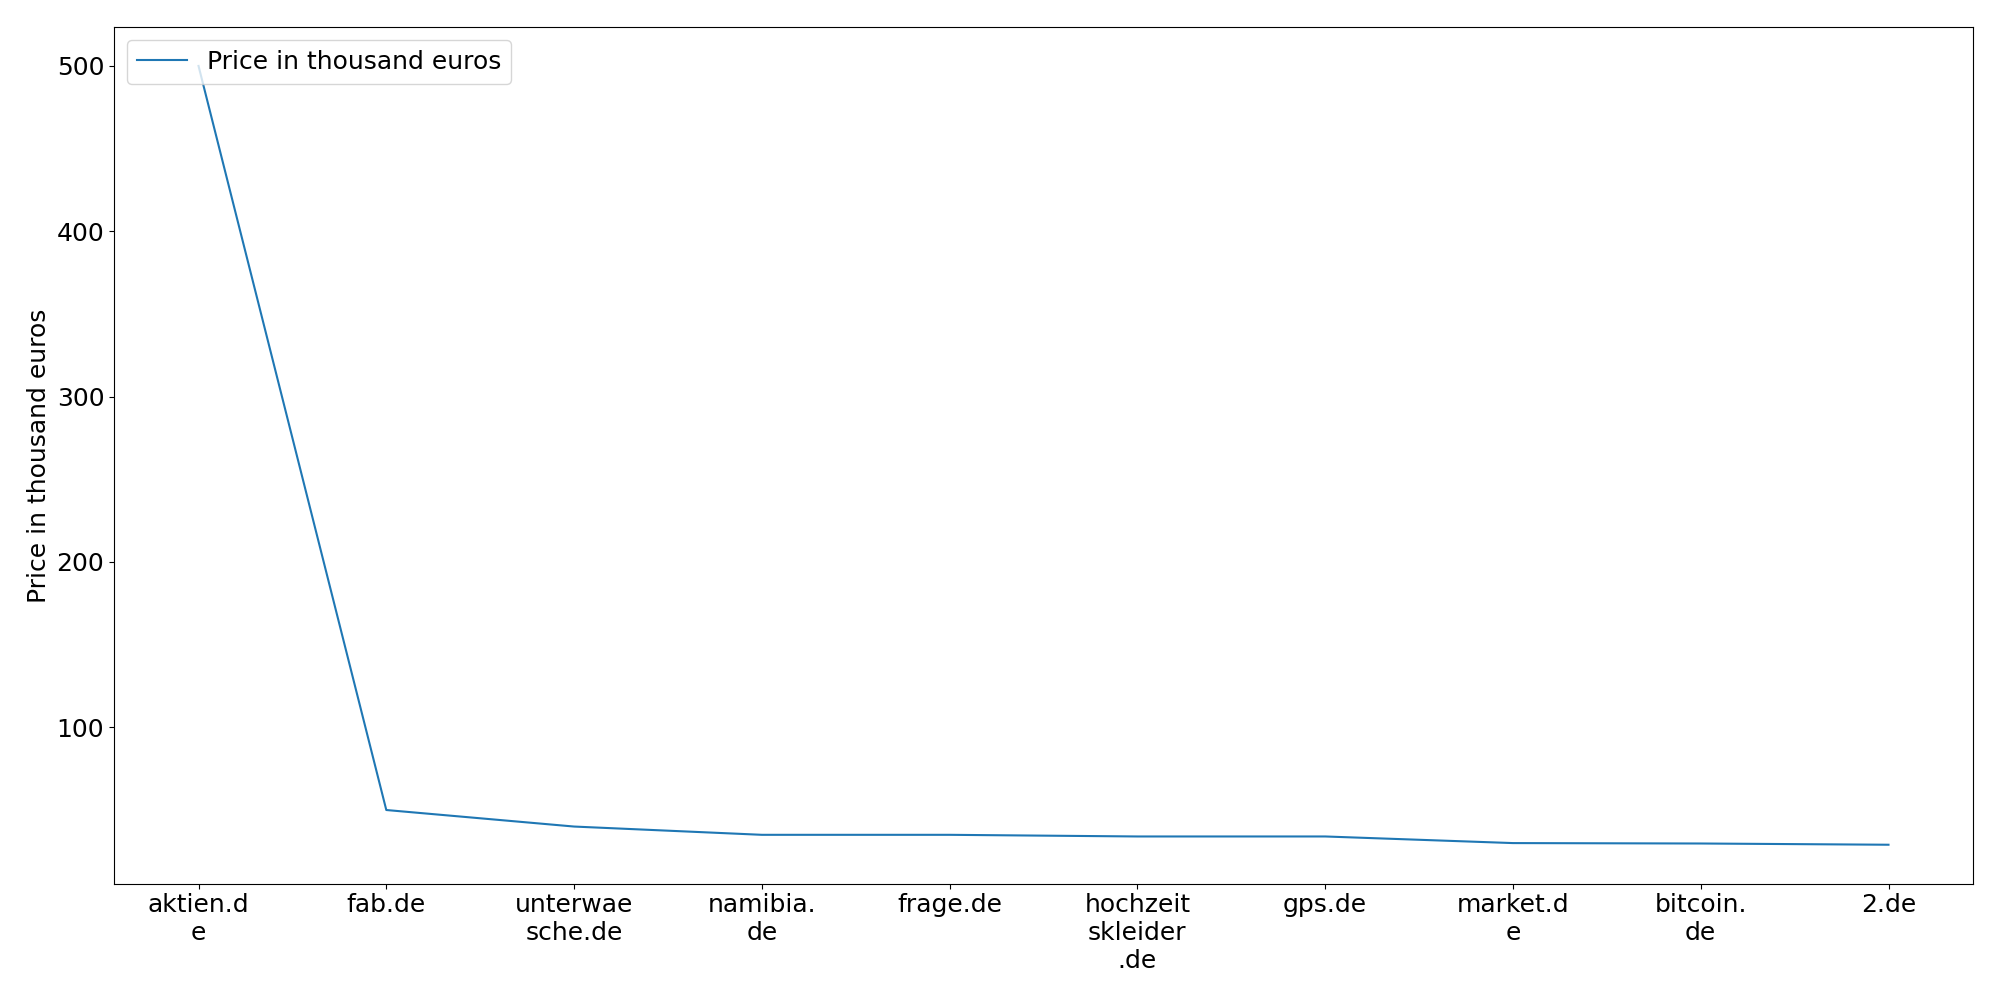 Price in thousand euros
500
400
300
200
100
Price in thousand euros
aktien.d
e
fab.de
unterwae
sche.de
namibia.
de
frage.de
hochzeit
skleider
.de
gps.de
market.d
e
bitcoin.
de
2.de